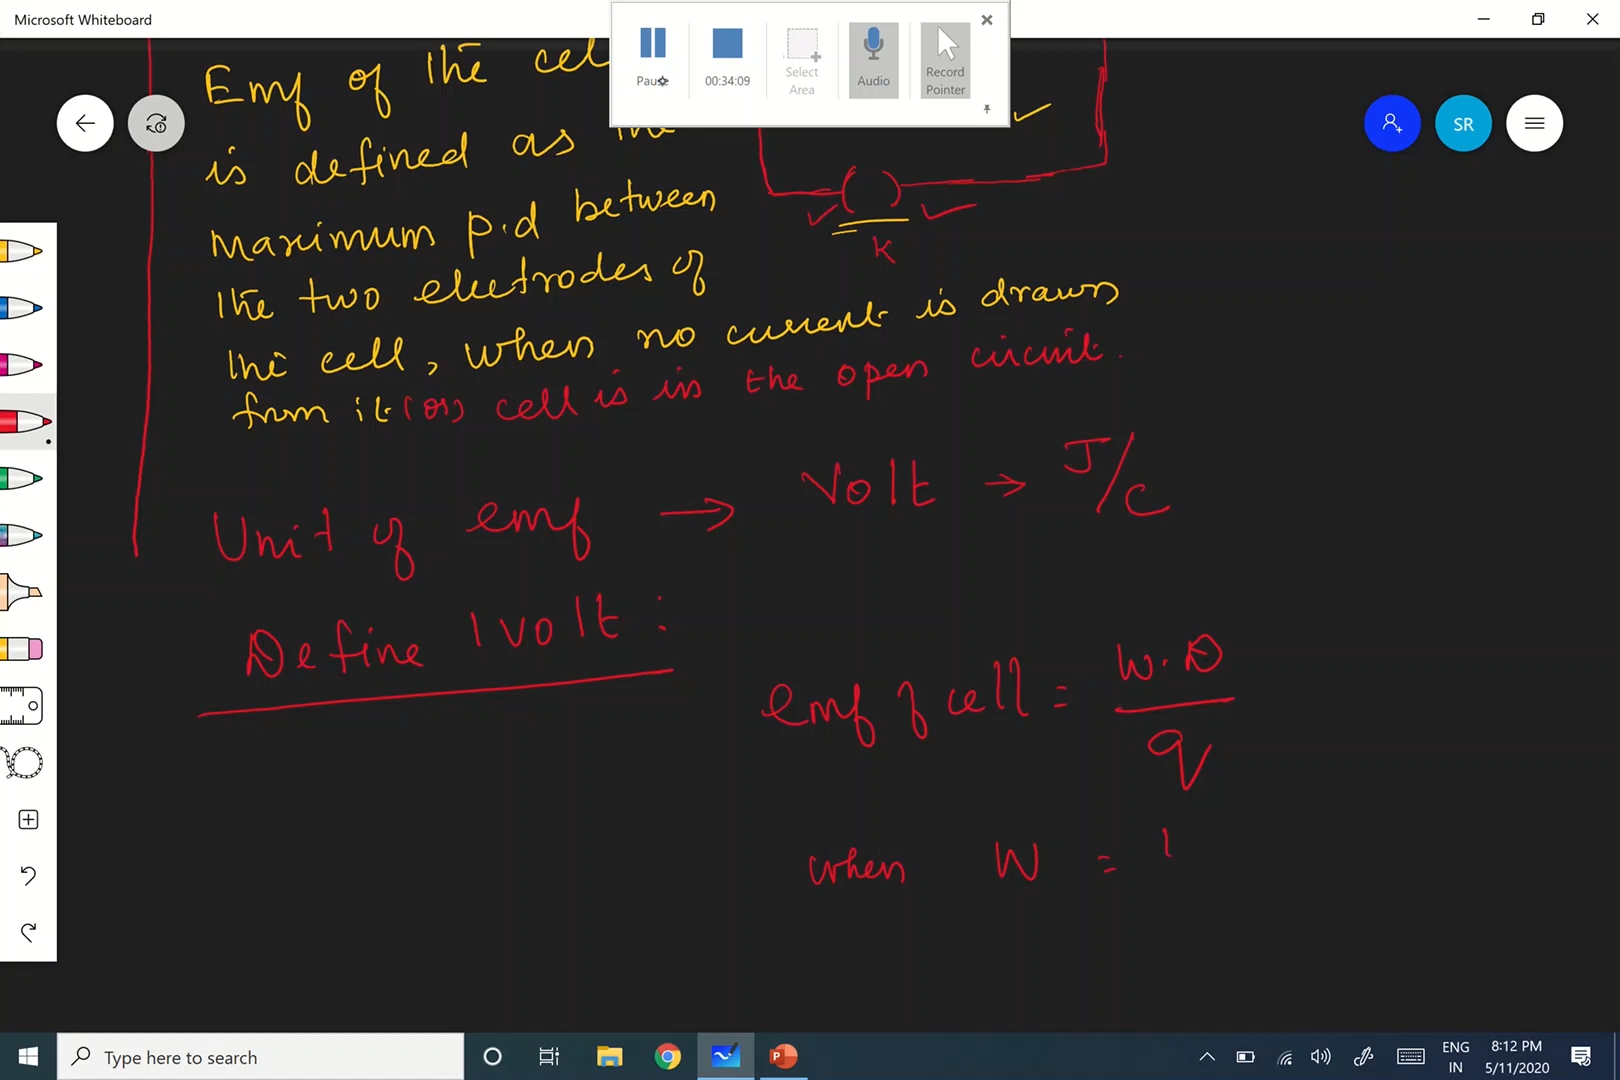 Microsoft Whiteboard
Pause
00:34:09
Select
Area
Audio
Record
Pointer
SR
Emf of the cel
is defined as the
maximum p.d between
the two electrodes of
the cell, when no current is drawn
from it (or) cell is in the open circuit.
K
Unit of emf → Volt → J/C
Define 1 volt :
emf of cell = W.D
q
when W = 1
Type here to search
ENG
IN
8:12 PM
5/11/2020